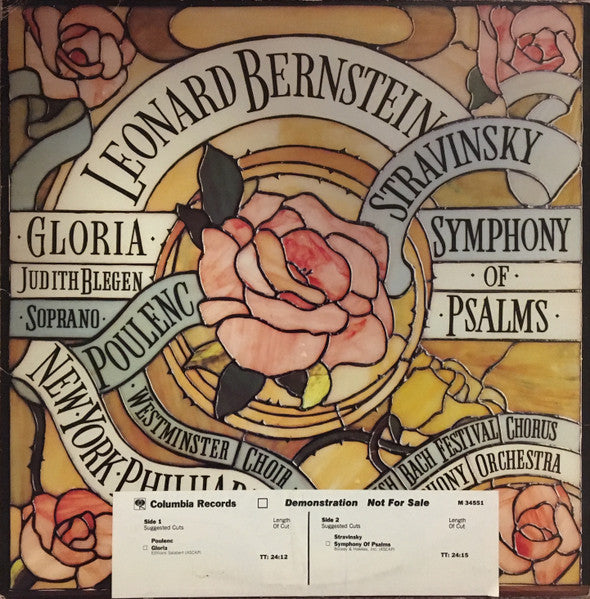 LEONARD BERNSTEIN
STRAVINSKY
·GLORIA·
JUDITH BLEGEN
·SOPRANO·
POULENC
SYMPHONY
·OF·
·PSALMS·
·WESTMINSTER CHOIR
NEW·YORK·PHILHAR
BACH FESTIVAL CHORUS
ORCHESTRA
Columbia Records Demonstration Not For Sale M 34551
Side 1
Suggested Cuts
Length
Of Cut
Poulenc
Gloria
Editions Salabert (ASCAP)
TT: 24:12
Side 2
Suggested Cuts
Length
Of Cut
Stravinsky
Symphony Of Psalms
Boosey & Hawkes, Inc. (ASCAP)
TT: 24:15